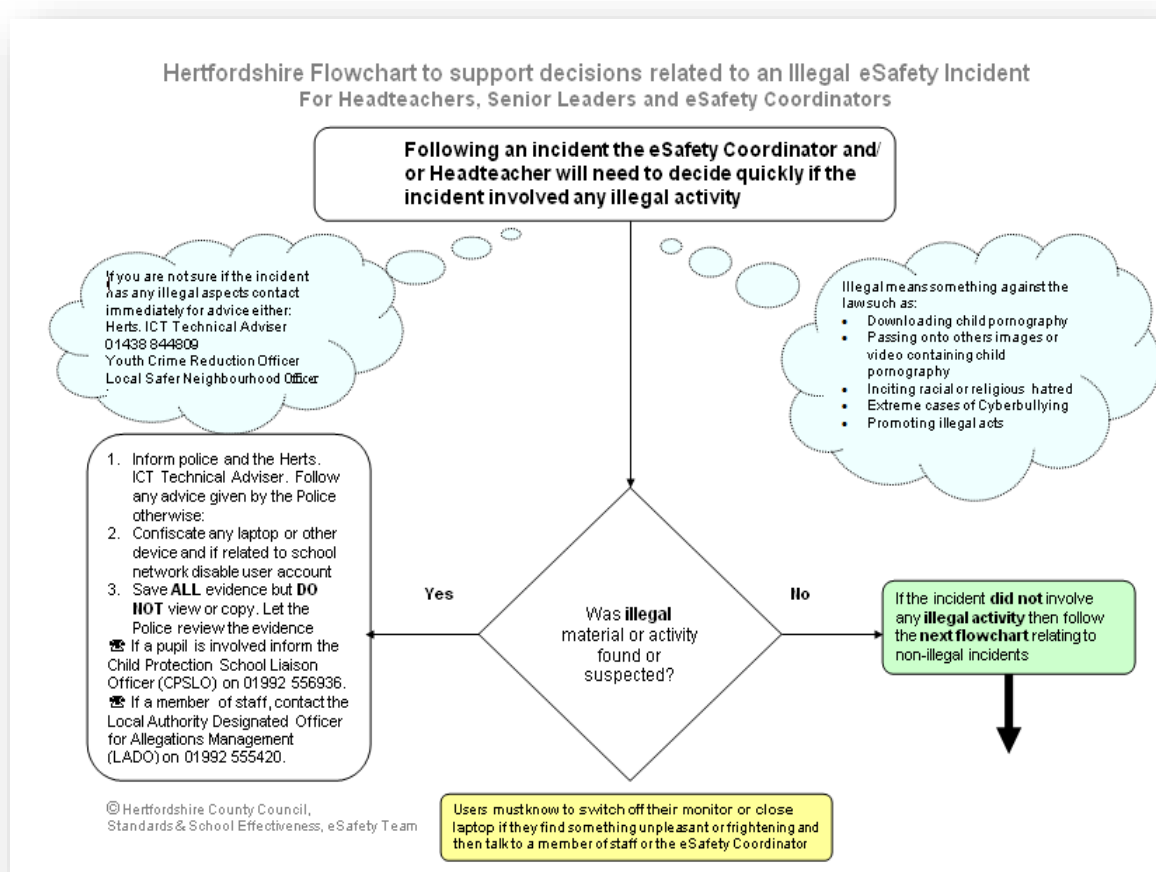 Hertfordshire Flowchart to support decisions related to an Illegal eSafety Incident
For Headteachers, Senior Leaders and eSafety Coordinators
Following an incident the eSafety Coordinator and/
or Headteacher will need to decide quickly if the
incident involved any illegal activity
If you are not sure if the incident
has any illegal aspects contact
immediately for advice either:
Herts. ICT Technical Adviser
01438 844809
Youth Crime Reduction Officer
Local Safer Neighbourhood Officer
Illegal means something against the
law such as:
• Downloading child pornography
• Passing onto others images or
video containing child
pornography
• Inciting racial or religious hatred
• Extreme cases of Cyberbullying
• Promoting illegal acts
1. Inform police and the Herts.
ICT Technical Adviser. Follow
any advice given by the Police
otherwise:
2. Confiscate any laptop or other
device and if related to school
network disable user account
3. Save ALL evidence but DO
NOT view or copy. Let the
Police review the evidence
☎ If a pupil is involved inform the
Child Protection School Liaison
Officer (CPSLO) on 01992 556936.
☎ If a member of staff, contact the
Local Authority Designated Officer
for Allegations Management
(LADO) on 01992 555420.
Yes
Was illegal
material or activity
found or
suspected?
No
If the incident did not involve
any illegal activity then follow
the next flowchart relating to
non-illegal incidents
© Hertfordshire County Council,
Standards & School Effectiveness, eSafety Team
Users must know to switch off their monitor or close
laptop if they find something unpleasant or frightening and
then talk to a member of staff or the eSafety Coordinator